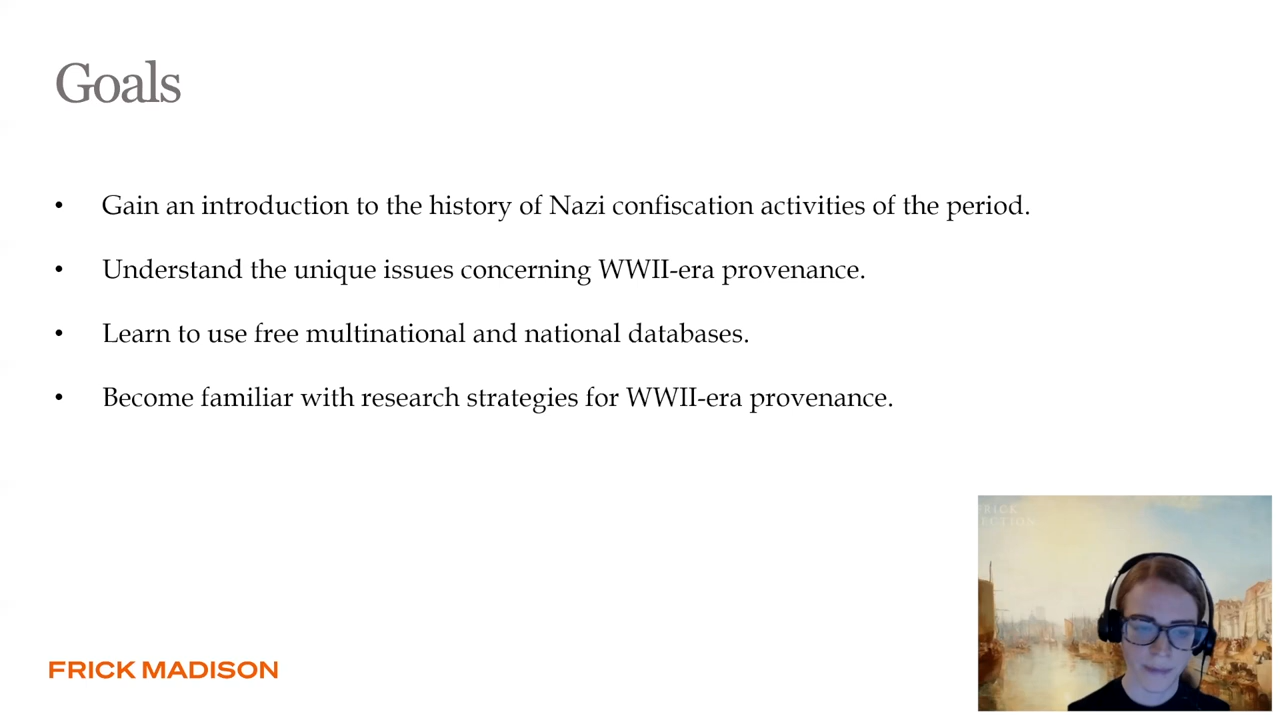 Goals
• Gain an introduction to the history of Nazi confiscation activities of the period.
• Understand the unique issues concerning WWII-era provenance.
• Learn to use free multinational and national databases.
• Become familiar with research strategies for WWII-era provenance.
FRICK MADISON